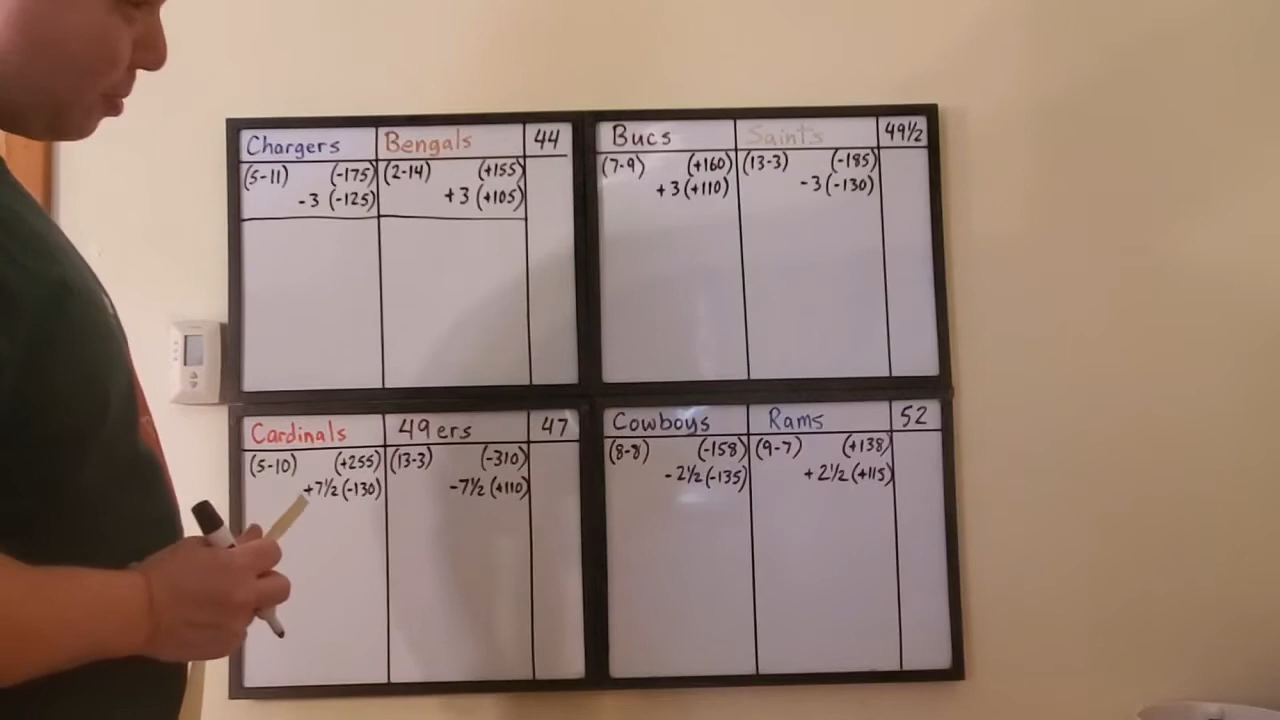 Chargers Bengals 44
(5-11) (-175) (2-14) (+155)
-3 (-125) +3 (+105)
Bucs Saints 49½
(7-9) (+160) (13-3) (-185)
+3 (+110) -3 (-130)
Cardinals 49ers 47
(5-10) (+255) (13-3) (-310)
+7½ (-130) -7½ (+110)
Cowboys Rams 52
(8-8) (-158) (9-7) (+138)
-2½ (-135) +2½ (+115)